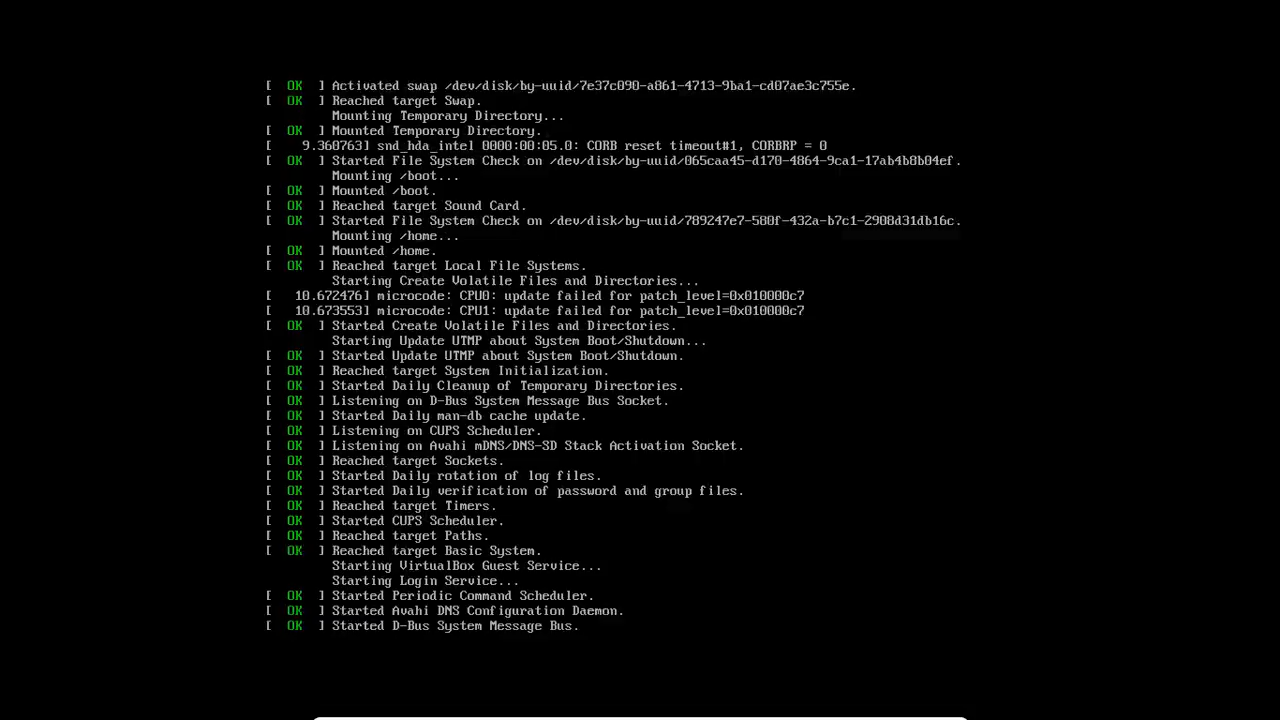 [  OK  ] Activated swap /dev/disk/by-uuid/7e37c090-a861-4713-9ba1-cd07ae3c755e.
[  OK  ] Reached target Swap.
         Mounting Temporary Directory...
[  OK  ] Mounted Temporary Directory.
[    9.360763] snd_hda_intel 0000:00:05.0: CORB reset timeout#1, CORBRP = 0
[  OK  ] Started File System Check on /dev/disk/by-uuid/065caa45-d170-4864-9ca1-17ab4b8b04ef.
         Mounting /boot...
[  OK  ] Mounted /boot.
[  OK  ] Reached target Sound Card.
[  OK  ] Started File System Check on /dev/disk/by-uuid/789247e7-580f-432a-b7c1-2908d31db16c.
         Mounting /home...
[  OK  ] Mounted /home.
[  OK  ] Reached target Local File Systems.
         Starting Create Volatile Files and Directories...
[   10.672476] microcode: CPU0: update failed for patch_level=0x010000c7
[   10.673553] microcode: CPU1: update failed for patch_level=0x010000c7
[  OK  ] Started Create Volatile Files and Directories.
         Starting Update UTMP about System Boot/Shutdown...
[  OK  ] Started Update UTMP about System Boot/Shutdown.
[  OK  ] Reached target System Initialization.
[  OK  ] Started Daily Cleanup of Temporary Directories.
[  OK  ] Listening on D-Bus System Message Bus Socket.
[  OK  ] Started Daily man-db cache update.
[  OK  ] Listening on CUPS Scheduler.
[  OK  ] Listening on Avahi mDNS/DNS-SD Stack Activation Socket.
[  OK  ] Reached target Sockets.
[  OK  ] Started Daily rotation of log files.
[  OK  ] Started Daily verification of password and group files.
[  OK  ] Reached target Timers.
[  OK  ] Started CUPS Scheduler.
[  OK  ] Reached target Paths.
[  OK  ] Reached target Basic System.
         Starting VirtualBox Guest Service...
         Starting Login Service...
[  OK  ] Started Periodic Command Scheduler.
[  OK  ] Started Avahi DNS Configuration Daemon.
[  OK  ] Started D-Bus System Message Bus.